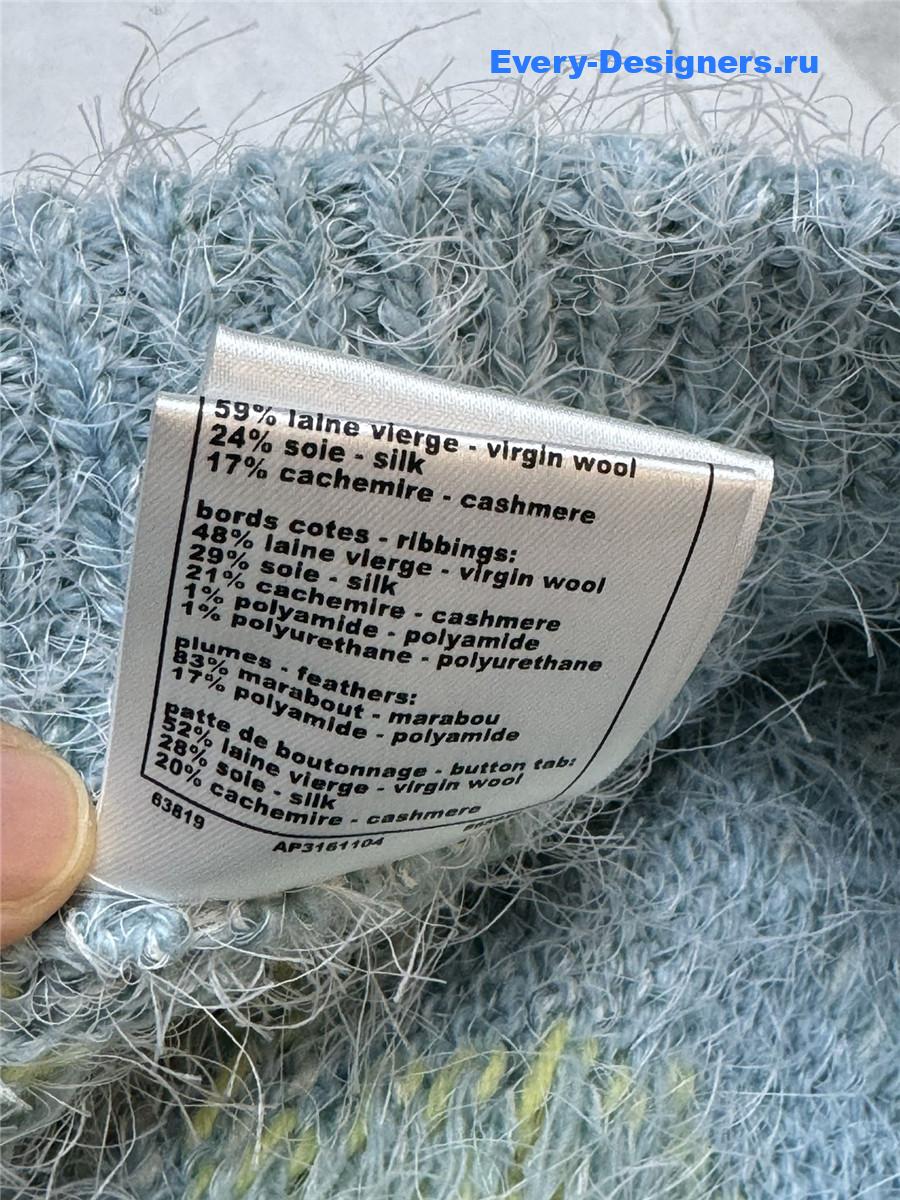 Every-Designers.ru
59% laine vierge - virgin wool
24% soie - silk
17% cachemire - cashmere
bords cotes - ribbings:
48% laine vierge - virgin wool
29% soie - silk
21% cachemire - cashmere
1% polyamide - polyamide
1% polyurethane - polyurethane
plumes - feathers:
83% marabout - marabou
17% polyamide - polyamide
patte de boutonnage - button tab:
52% laine vierge - virgin wool
28% soie - silk
20% cachemire - cashmere
63819
AP3161104